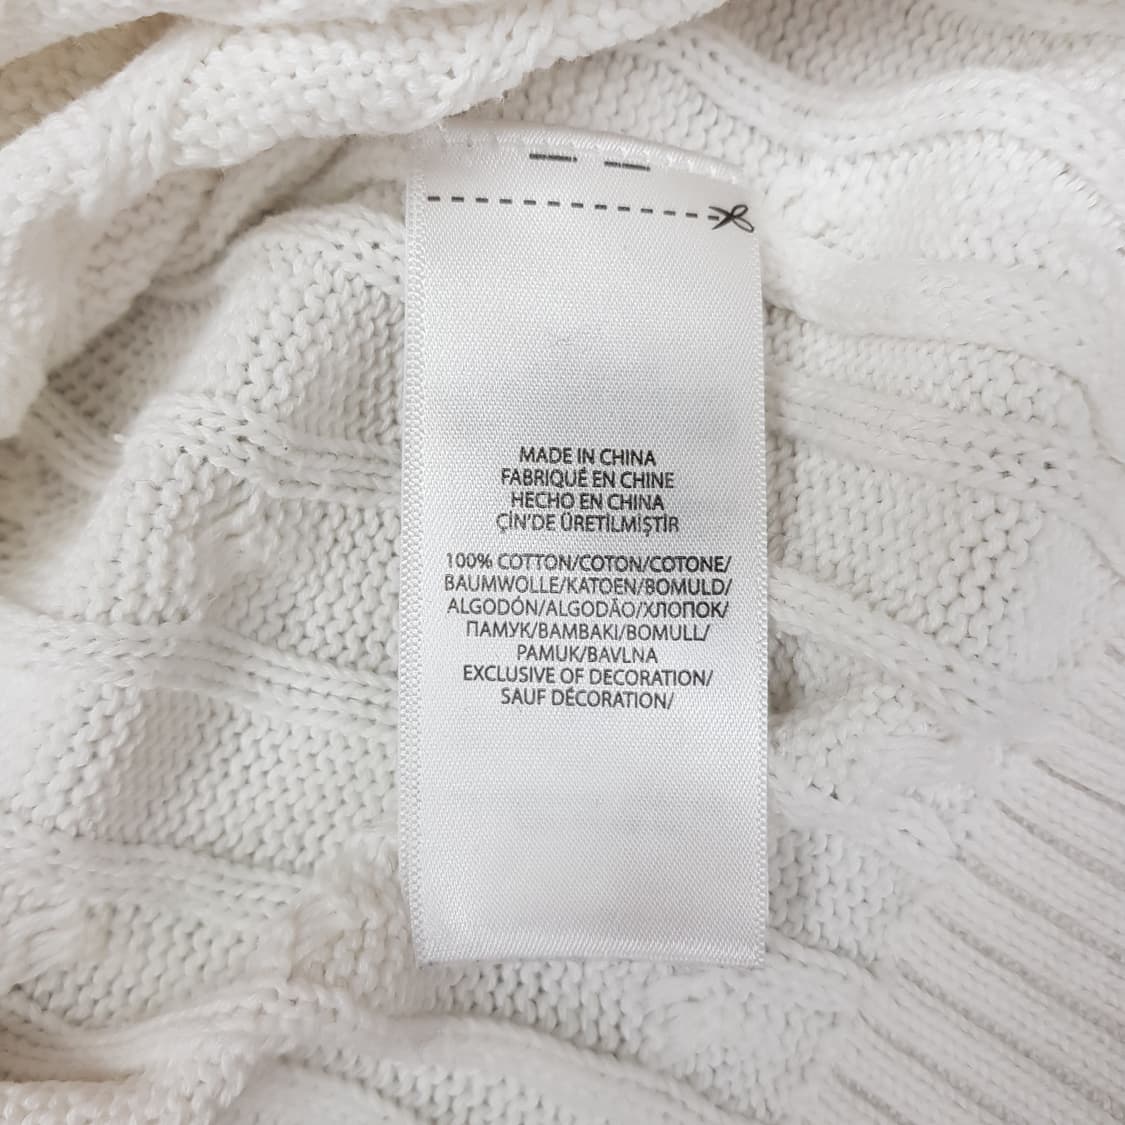 MADE IN CHINA
FABRIQUÉ EN CHINE
HECHO EN CHINA
ÇİN'DE ÜRETİLMİŞTİR
100% COTTON/COTON/COTONE/
BAUMWOLLE/KATOEN/BOMULD/
ALGODÓN/ALGODÃO/ХЛОПОК/
ПАМУК/BAMBAKI/BOMULL/
PAMUK/BAVLNA
EXCLUSIVE OF DECORATION/
SAUF DÉCORATION/